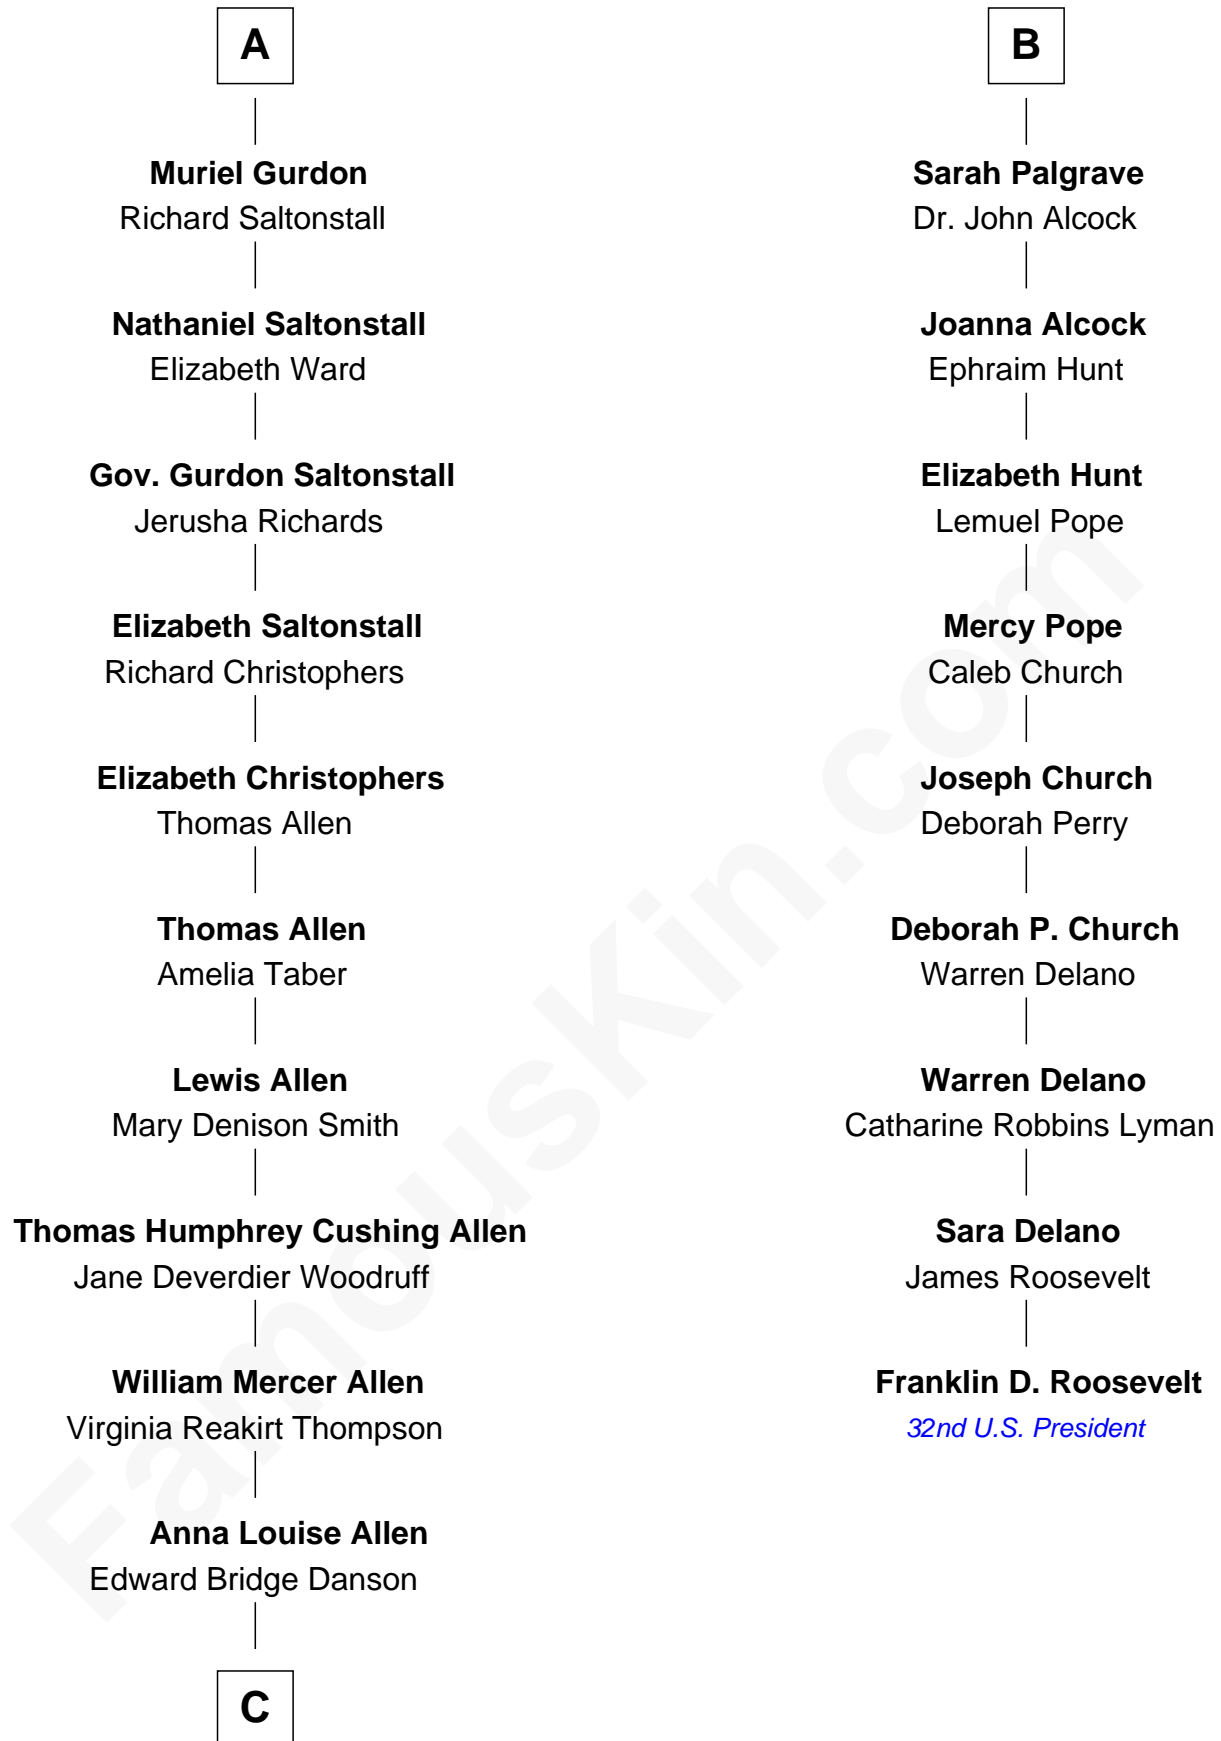 A
Muriel Gurdon
Richard Saltonstall
Nathaniel Saltonstall
Elizabeth Ward
Gov. Gurdon Saltonstall
Jerusha Richards
Elizabeth Saltonstall
Richard Christophers
Elizabeth Christophers
Thomas Allen
Thomas Allen
Amelia Taber
Lewis Allen
Mary Denison Smith
Thomas Humphrey Cushing Allen
Jane Deverdier Woodruff
William Mercer Allen
Virginia Reakirt Thompson
Anna Louise Allen
Edward Bridge Danson
C
B
Sarah Palgrave
Dr. John Alcock
Joanna Alcock
Ephraim Hunt
Elizabeth Hunt
Lemuel Pope
Mercy Pope
Caleb Church
Joseph Church
Deborah Perry
Deborah P. Church
Warren Delano
Warren Delano
Catharine Robbins Lyman
Sara Delano
James Roosevelt
Franklin D. Roosevelt
32nd U.S. President
FamousKin.com